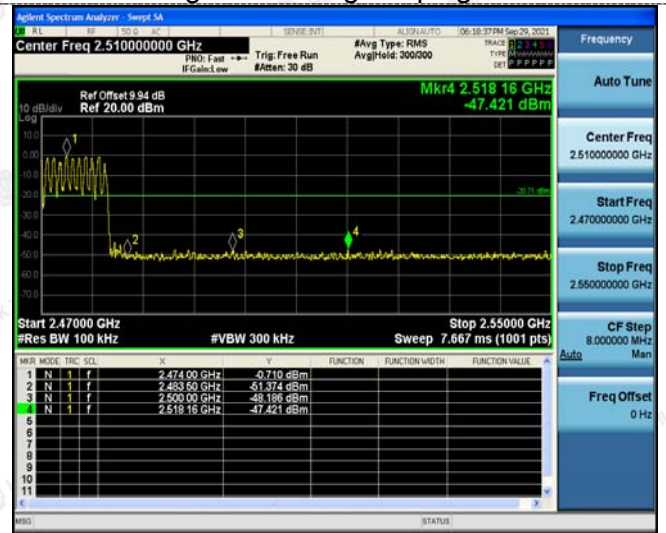 Agilent Spectrum Analyzer - Swept SA
RL RF 50 Ω AC SENSE:INT ALIGNAUTO 06:18:37 PM Sep 29, 2021
Center Freq 2.510000000 GHz #Avg Type: RMS TRACE 1 2 3 4 5 6
PNO: Fast Trig: Free Run Avg|Hold: 300/300 TYPE
IFGain:Low #Atten: 30 dB DET P P P P P P
Mkr4 2.518 16 GHz
Ref Offset 9.94 dB
10 dB/div Ref 20.00 dBm -47.421 dBm
Log
10.0
0.00
-10.0
-20.0
-30.0
-40.0
-50.0
-60.0
-70.0
1
2
3
4
-20.71 dBm
Start 2.47000 GHz Stop 2.55000 GHz
#Res BW 100 kHz #VBW 300 kHz Sweep 7.667 ms (1001 pts)
MKR MODE TRC SCL X Y FUNCTION FUNCTION WIDTH FUNCTION VALUE
1 N 1 f 2.474 00 GHz -0.710 dBm
2 N 1 f 2.483 50 GHz -51.374 dBm
3 N 1 f 2.500 00 GHz -48.186 dBm
4 N 1 f 2.518 16 GHz -47.421 dBm
5
6
7
8
9
10
11
MSG STATUS
Frequency
Auto Tune
Center Freq
2.510000000 GHz
Start Freq
2.470000000 GHz
Stop Freq
2.550000000 GHz
CF Step
8.000000 MHz
Auto Man
Freq Offset
0 Hz